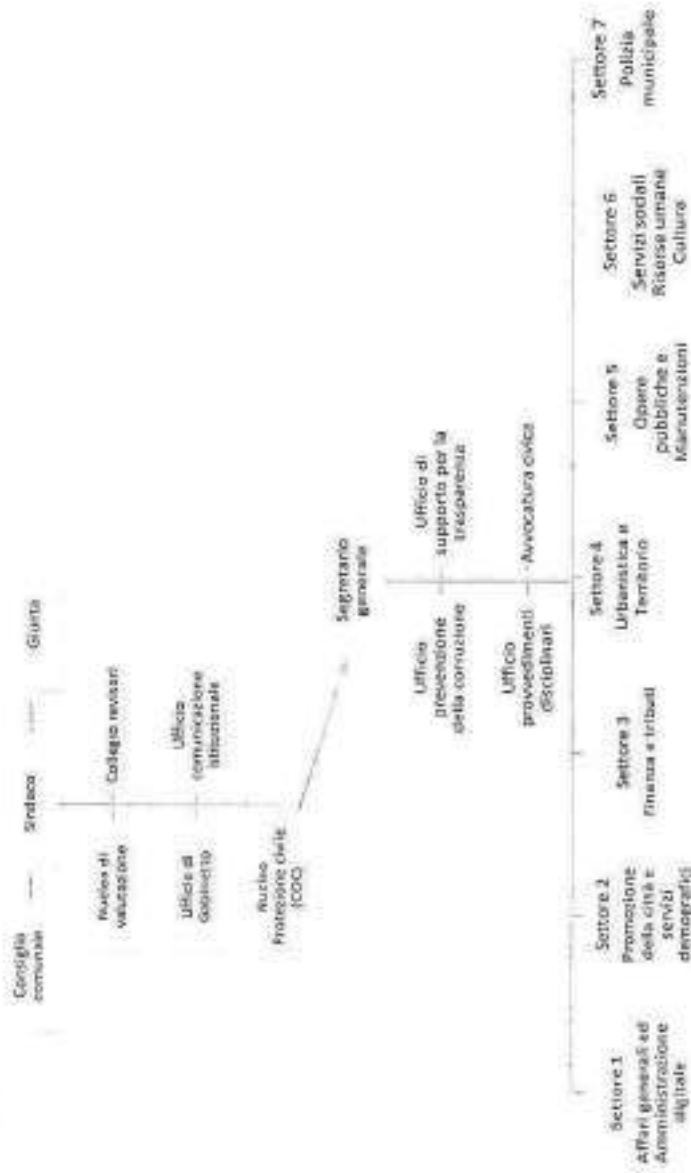 Consiglio
comunale
Sindaco
Giunta
Nucleo di
valutazione
Collegio revisori
Ufficio di
Gabinetto
Ufficio
comunicazione
istituzionale
Nucleo
Protezione civile
(COC)
Segretario
generale
Ufficio
prevenzione
della corruzione
Ufficio di
supporto per la
trasparenza
Ufficio
provvedimenti
disciplinari
Avvocatura civica
Settore 1
Affari generali ed
Amministrazione
digitale
Settore 2
Promozione
della città e
servizi
demografici
Settore 3
Finanza e tributi
Settore 4
Urbanistica e
Territorio
Settore 5
Opere
pubbliche e
Manutenzioni
Settore 6
Servizi sociali
Risorse umane
Cultura
Settore 7
Polizia
municipale